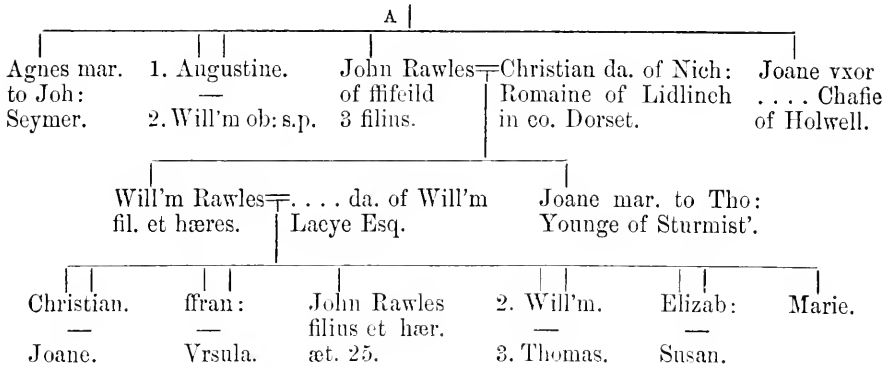 A
Agnes mar. to Joh: Seymer.
1. Augustine.
—
2. Will'm ob: s.p.
John Rawles of ffifeild 3 filius.
Christian da. of Nich: Romaine of Lidlinch in co. Dorset.
Joane vxor .... Chafie of Holwell.
Will'm Rawles fil. et hæres.
.... da. of Will'm Lacye Esq.
Joane mar. to Tho: Younge of Sturmist'.
Christian.
—
Joane.
ffran:
—
Vrsula.
John Rawles filius et hær. æt. 25.
2. Will'm.
—
3. Thomas.
Elizab:
—
Susan.
Marie.